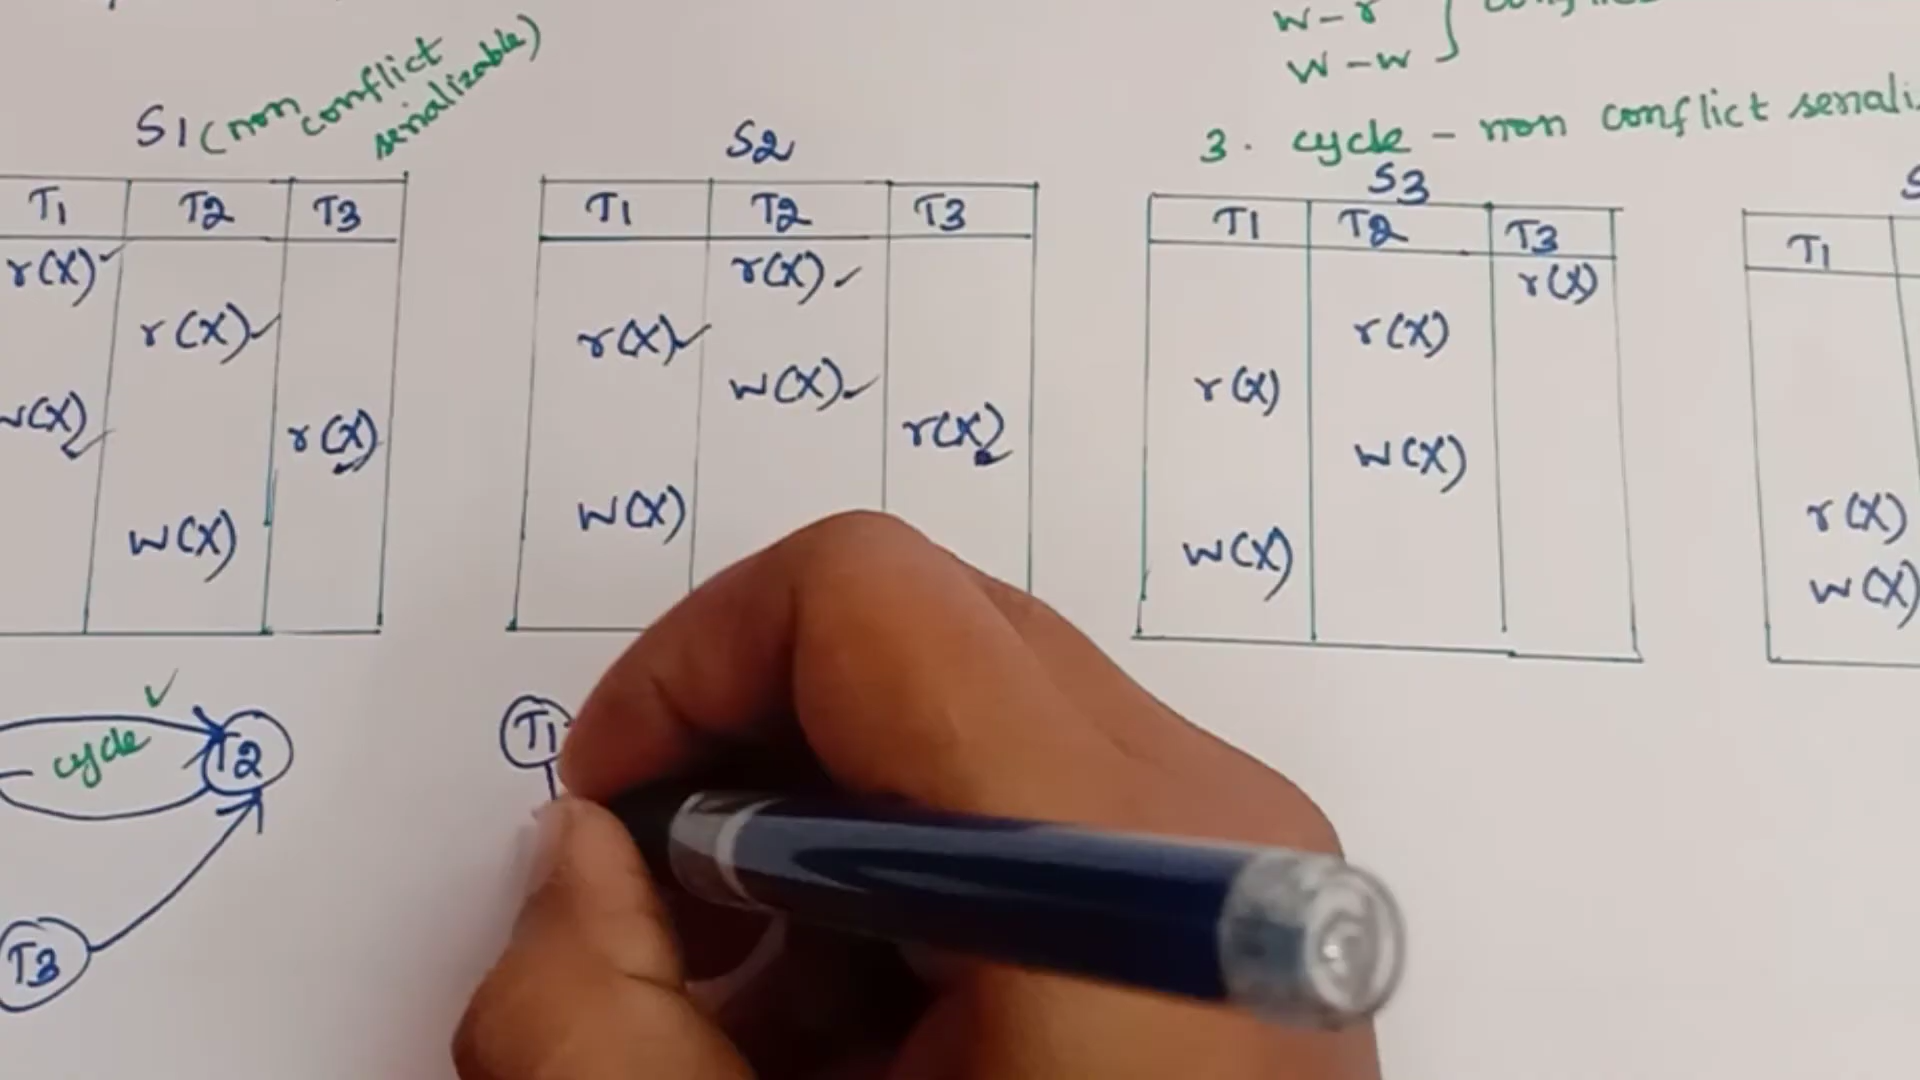 w-r
W-w
3. cycle - non conflict
S1 (non conflict serializable)
T1 T2 T3
r(X)
r(X)
r(X)
W(X)
S2
T1 T2 T3
r(X)
r(X)
W(X)
r(X)
W(X)
S3
T1 T2 T3
r(X)
r(X)
r(X)
W(X)
W(X)
T1
r(X)
W(X)
cycle
T2
T3
T1